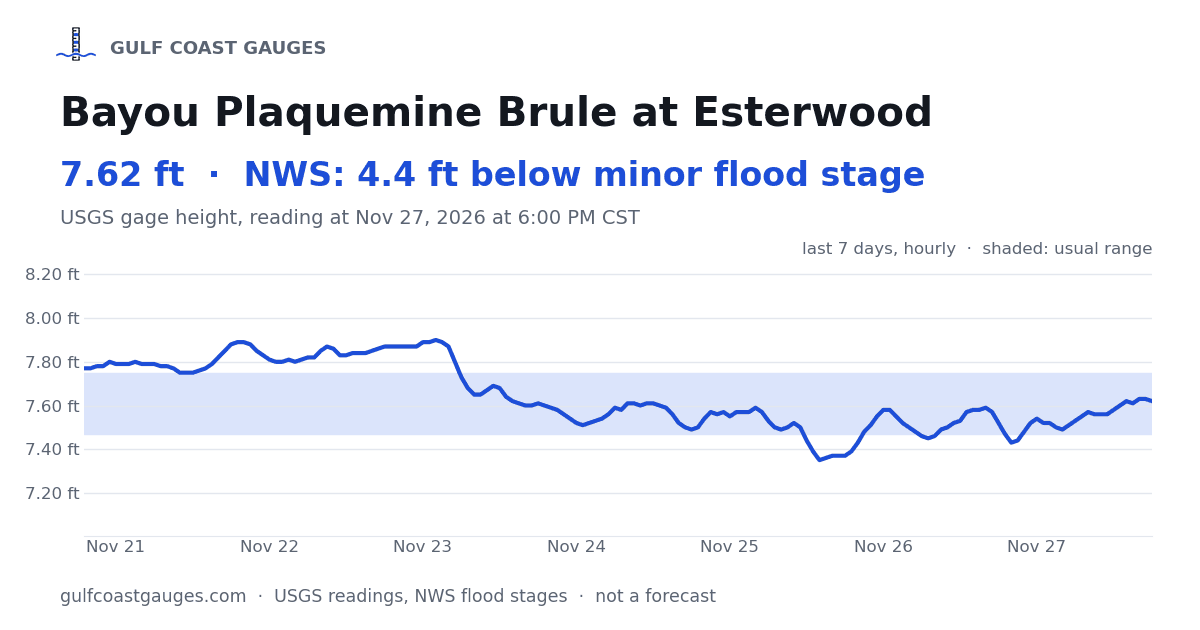 GULF COAST GAUGES
Bayou Plaquemine Brule at Esterwood
7.62 ft · NWS: 4.4 ft below minor flood stage
USGS gage height, reading at Nov 27, 2026 at 6:00 PM CST
last 7 days, hourly · shaded: usual range
8.20 ft
8.00 ft
7.80 ft
7.60 ft
7.40 ft
7.20 ft
Nov 21 Nov 22 Nov 23 Nov 24 Nov 25 Nov 26 Nov 27
gulfcoastgauges.com · USGS readings, NWS flood stages · not a forecast